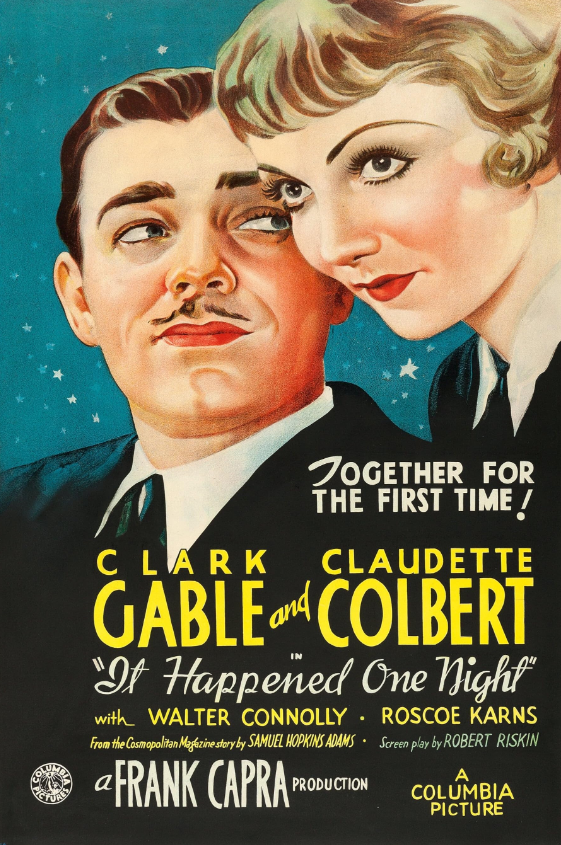 TOGETHER FOR
THE FIRST TIME!
CLARK CLAUDETTE
GABLE and COLBERT
IN
"It Happened One Night"
with WALTER CONNOLLY · ROSCOE KARNS
From the Cosmopolitan Magazine story by SAMUEL HOPKINS ADAMS · Screen play by ROBERT RISKIN
a FRANK CAPRA PRODUCTION
A
COLUMBIA
PICTURE
COLUMBIA
PICTURES